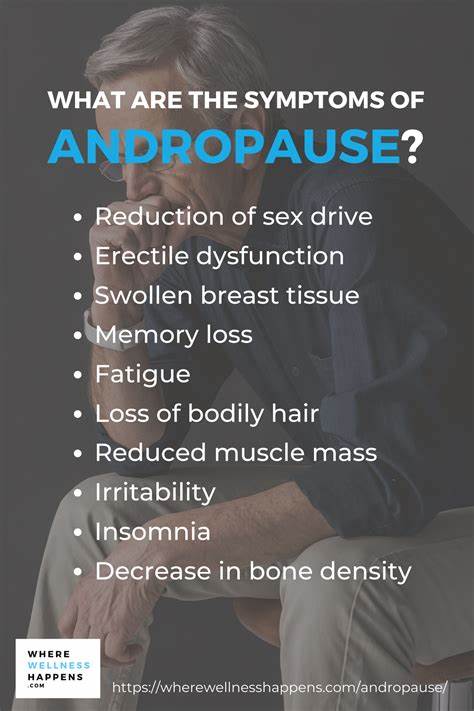 WHAT ARE THE SYMPTOMS OF
ANDROPAUSE?
• Reduction of sex drive
• Erectile dysfunction
• Swollen breast tissue
• Memory loss
• Fatigue
• Loss of bodily hair
• Reduced muscle mass
• Irritability
• Insomnia
• Decrease in bone density
WHERE
WELLNESS
HAPPENS
.COM
https://wherewellnesshappens.com/andropause/